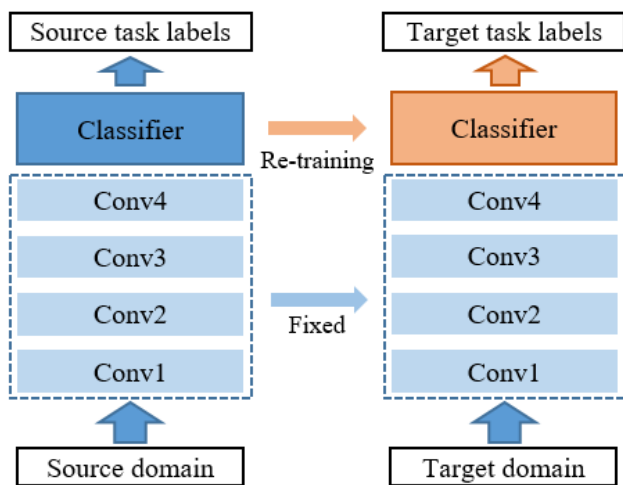 Source task labels
Target task labels
Classifier
Classifier
Re-training
Conv4
Conv4
Conv3
Conv3
Conv2
Fixed
Conv2
Conv1
Conv1
Source domain
Target domain